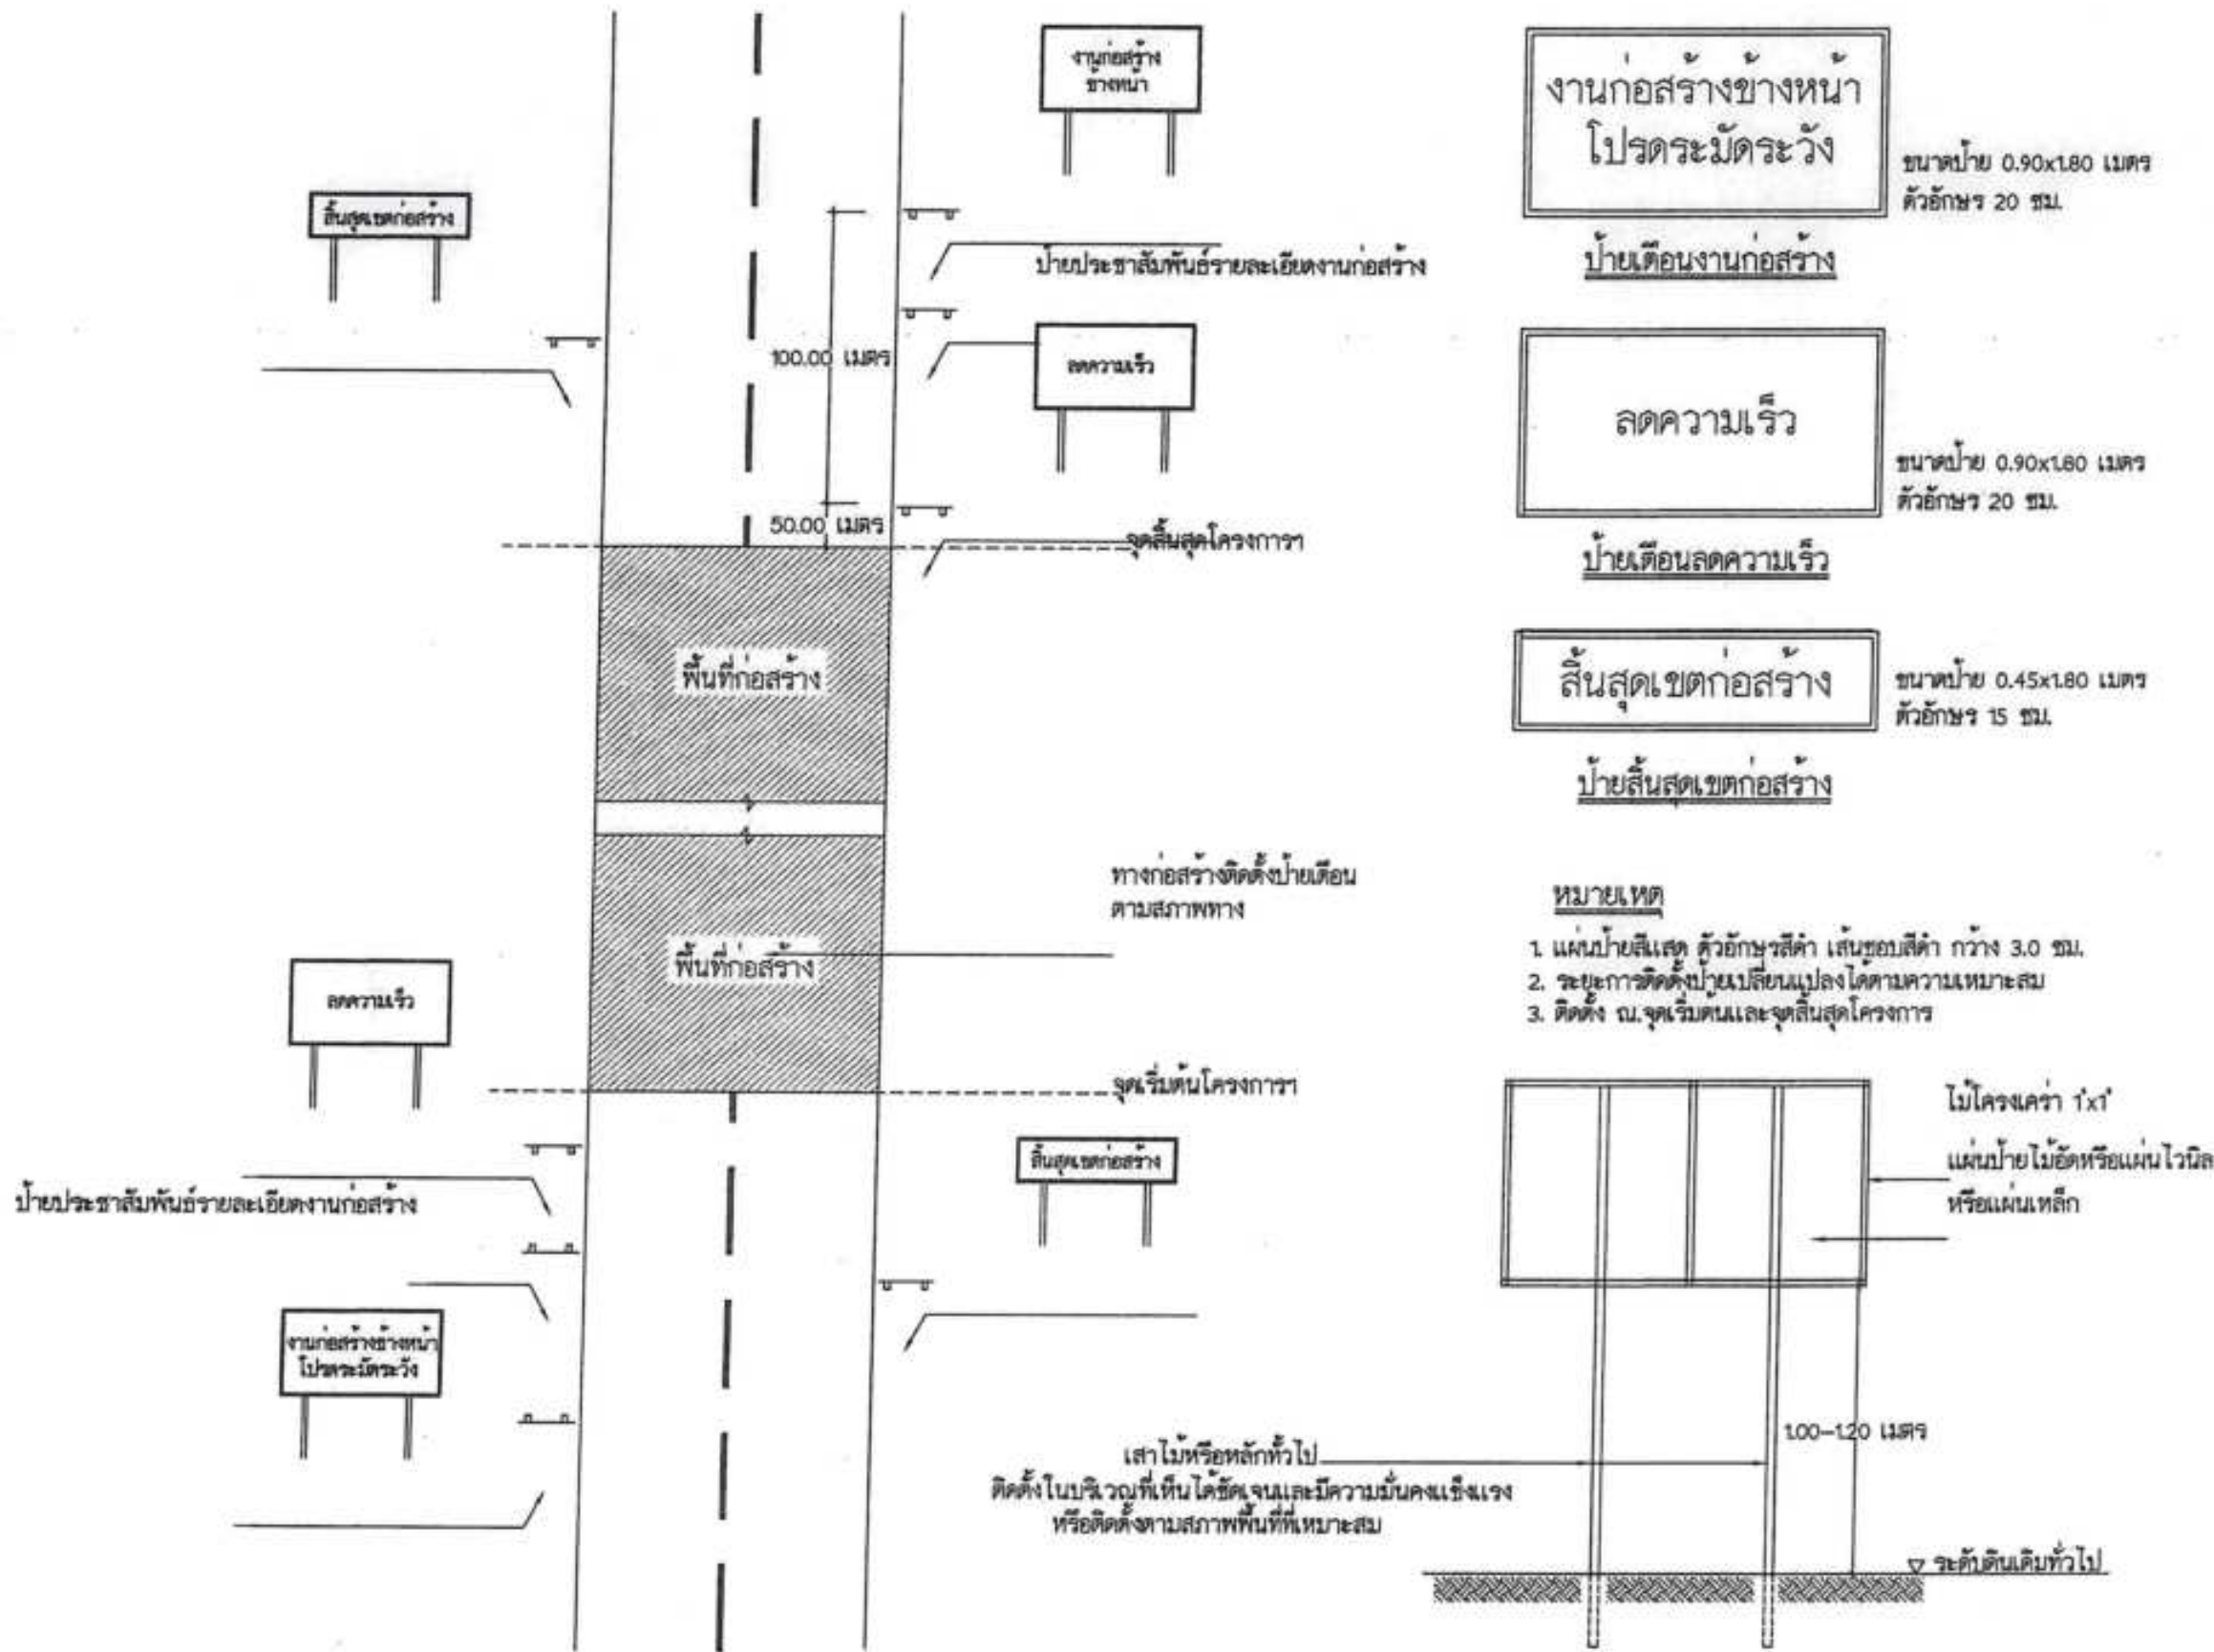 งานก่อสร้าง
ข้างหน้า
สิ้นสุดเขตก่อสร้าง
ป้ายประชาสัมพันธ์รายละเอียดงานก่อสร้าง
100.00 เมตร
ลดความเร็ว
50.00 เมตร
จุดสิ้นสุดโครงการฯ
พื้นที่ก่อสร้าง
ทางก่อสร้างติดตั้งป้ายเตือน
ตามสภาพทาง
พื้นที่ก่อสร้าง
ลดความเร็ว
จุดเริ่มต้นโครงการฯ
สิ้นสุดเขตก่อสร้าง
ป้ายประชาสัมพันธ์รายละเอียดงานก่อสร้าง
งานก่อสร้างข้างหน้า
โปรดระมัดระวัง
งานก่อสร้างข้างหน้า
โปรดระมัดระวัง
ขนาดป้าย 0.90x1.80 เมตร
ตัวอักษร 20 ซม.
ป้ายเตือนงานก่อสร้าง
ลดความเร็ว
ขนาดป้าย 0.90x1.80 เมตร
ตัวอักษร 20 ซม.
ป้ายเตือนลดความเร็ว
สิ้นสุดเขตก่อสร้าง
ขนาดป้าย 0.45x1.80 เมตร
ตัวอักษร 15 ซม.
ป้ายสิ้นสุดเขตก่อสร้าง
หมายเหตุ
1. แผ่นป้ายสีแสด ตัวอักษรสีดำ เส้นขอบสีดำ กว้าง 3.0 ซม.
2. ระยะการติดตั้งป้ายเปลี่ยนแปลงได้ตามความเหมาะสม
3. ติดตั้ง ณ.จุดเริ่มต้นและจุดสิ้นสุดโครงการ
ไม้โครงเคร่า 1"x1"
แผ่นป้ายไม้อัดหรือแผ่นไวนิล
หรือแผ่นเหล็ก
1.00-1.20 เมตร
เสาไม้หรือหลักทั้วไป
ติดตั้งในบริเวณที่เห็นได้ชัดเจนและมีความมั่นคงแข็งแรง
หรือติดตั้งตามสภาพพื้นที่ที่เหมาะสม
ระดับดินเดิมทั่วไป